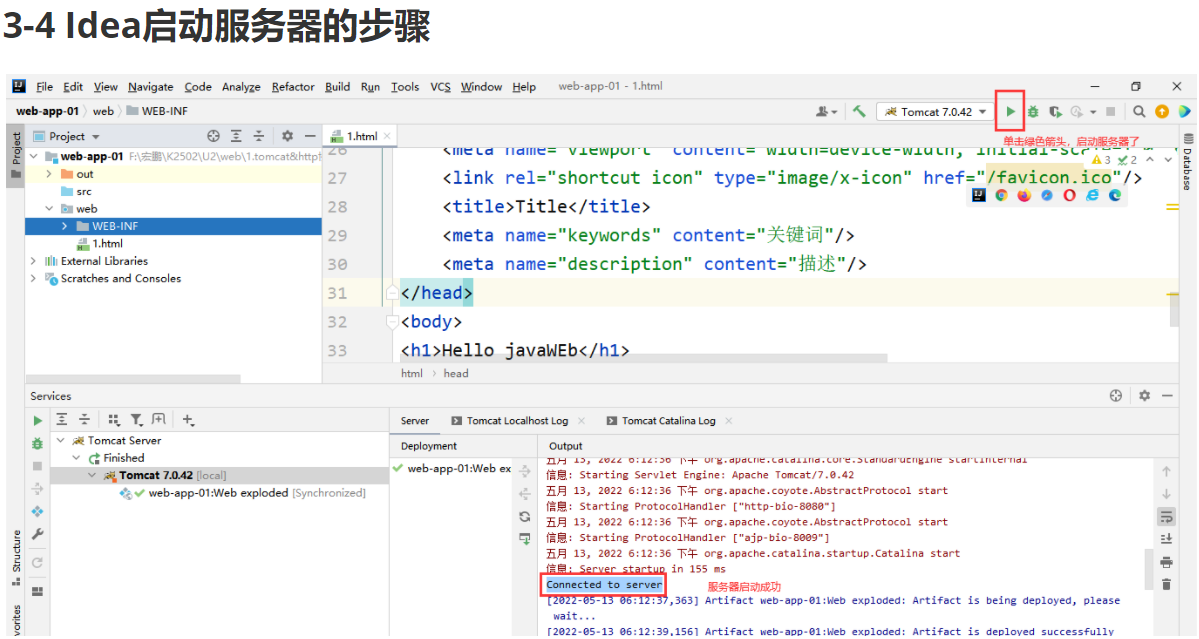 3-4 Idea启动服务器的步骤
File Edit View Navigate Code Analyze Refactor Build Run Tools VCS Window Help web-app-01 - 1.html
web-app-01 web WEB-INF
Tomcat 7.0.42
单击绿色箭头，启动服务器了
Project
Project
1.html
Database
web-app-01 F:\宏鹏\K2502\U2\web\1.tomcat&http
out
src
web
WEB-INF
1.html
External Libraries
Scratches and Consoles
3 2
26 <meta name="viewport" content="width=device-width, initial-scale=
27 <link rel="shortcut icon" type="image/x-icon" href="/favicon.ico"/>
28 <title>Title</title>
29 <meta name="keywords" content="关键词"/>
30 <meta name="description" content="描述"/>
31 </head>
32 <body>
33 <h1>Hello javaWEb</h1>
html head
Services
Tomcat Server
Finished
Tomcat 7.0.42 [local]
web-app-01:Web exploded [Synchronized]
Structure
vorites
Server Tomcat Localhost Log Tomcat Catalina Log
Deployment Output
web-app-01:Web ex
五月 13, 2022 6:12:36 下午 org.apache.catalina.core.StandardEngine startInternal
信息: Starting Servlet Engine: Apache Tomcat/7.0.42
五月 13, 2022 6:12:36 下午 org.apache.coyote.AbstractProtocol start
信息: Starting ProtocolHandler ["http-bio-8080"]
五月 13, 2022 6:12:36 下午 org.apache.coyote.AbstractProtocol start
信息: Starting ProtocolHandler ["ajp-bio-8009"]
五月 13, 2022 6:12:36 下午 org.apache.catalina.startup.Catalina start
信息: Server startup in 155 ms
Connected to server
服务器启动成功
[2022-05-13 06:12:37,363] Artifact web-app-01:Web exploded: Artifact is being deployed, please
wait...
[2022-05-13 06:12:39,156] Artifact web-app-01:Web exploded: Artifact is deployed successfully